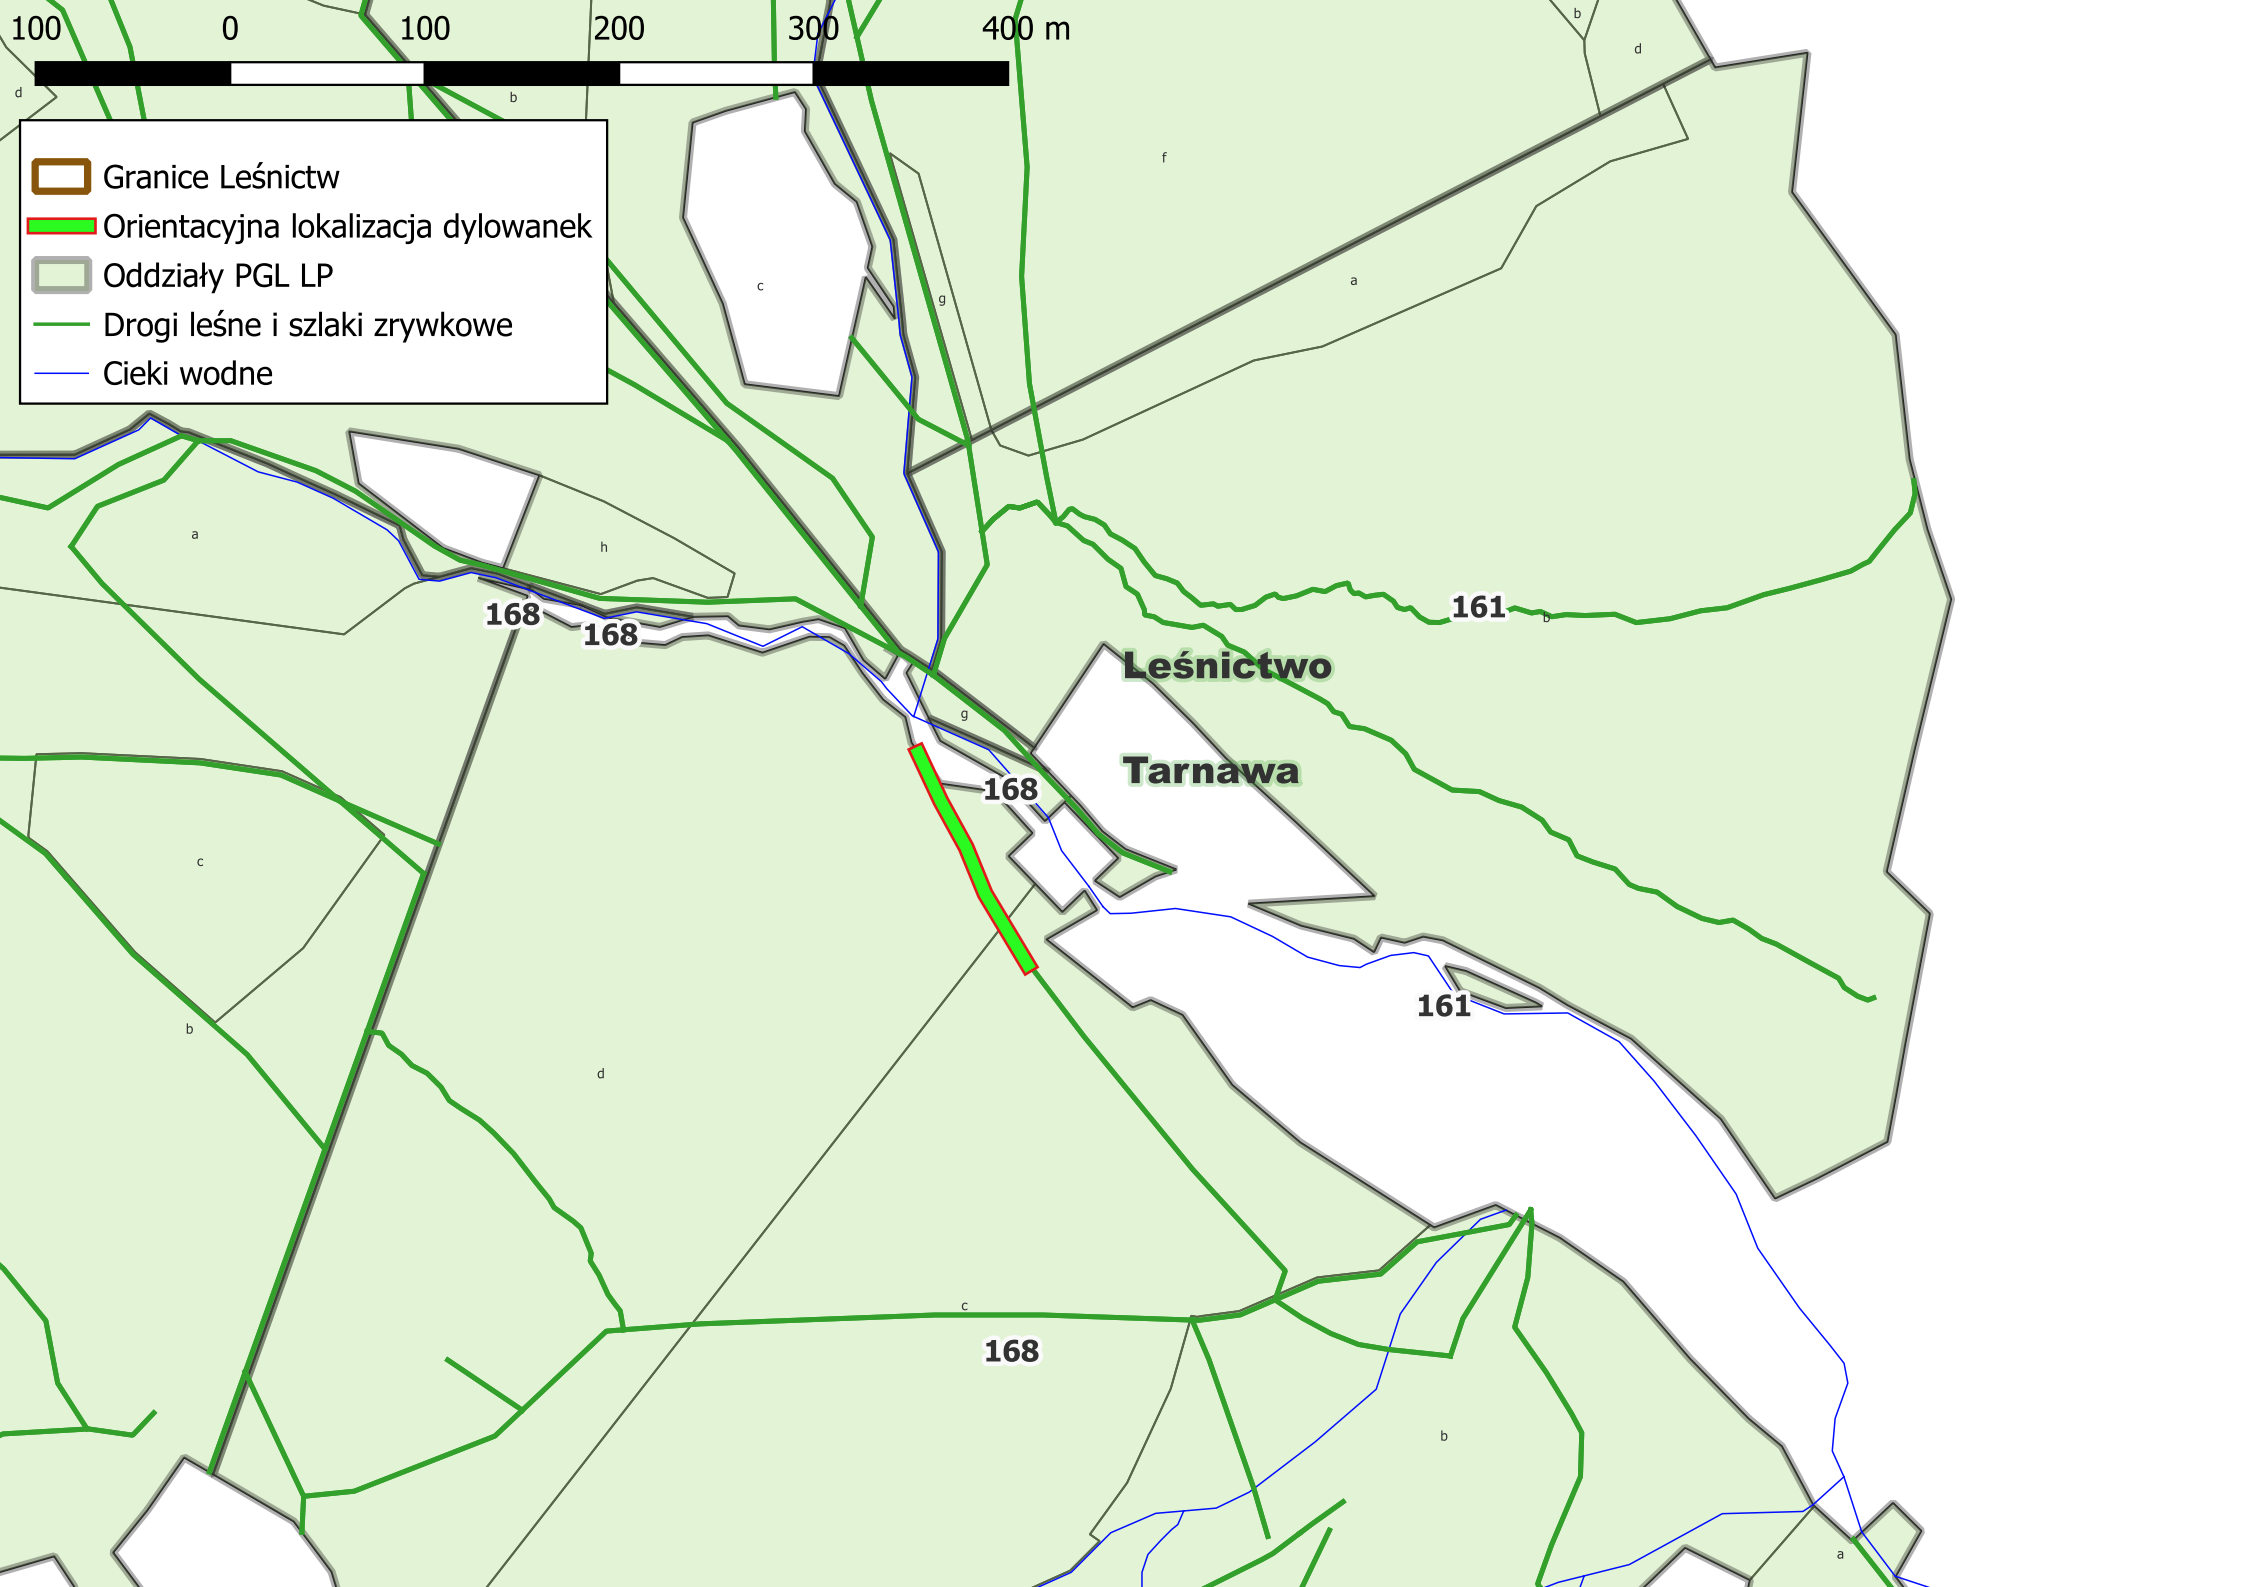 100 0 100 200 300 400 m
b
d
d
b
Granice Leśnictw
Orientacyjna lokalizacja dylowanek
Oddziały PGL LP
Drogi leśne i szlaki zrywkowe
Cieki wodne
f
c
g
a
a
h
168
168
161
b
Leśnictwo
Tarnawa
g
168
c
161
b
d
c
168
b
a